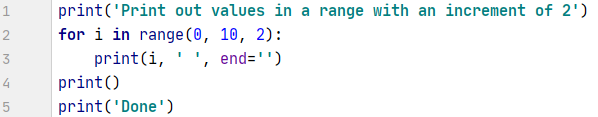 1 print('Print out values in a range with an increment of 2')
2 for i in range(0, 10, 2):
3     print(i, ' ', end='')
4 print()
5 print('Done')